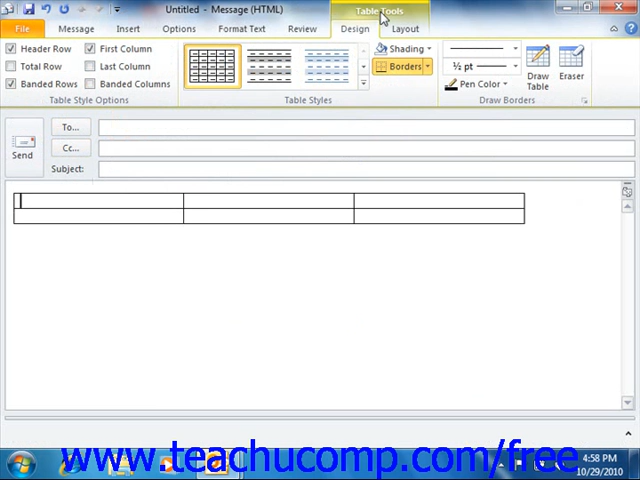 Untitled - Message (HTML)
Table Tools
File Message Insert Options Format Text Review Design Layout
Header Row First Column
Total Row Last Column
Banded Rows Banded Columns
Table Style Options
Table Styles
Shading
Borders
½ pt
Pen Color
Draw Table
Eraser
Draw Borders
Send
To...
Cc...
Subject:
www.teachucomp.com/free
4:58 PM
10/29/2010